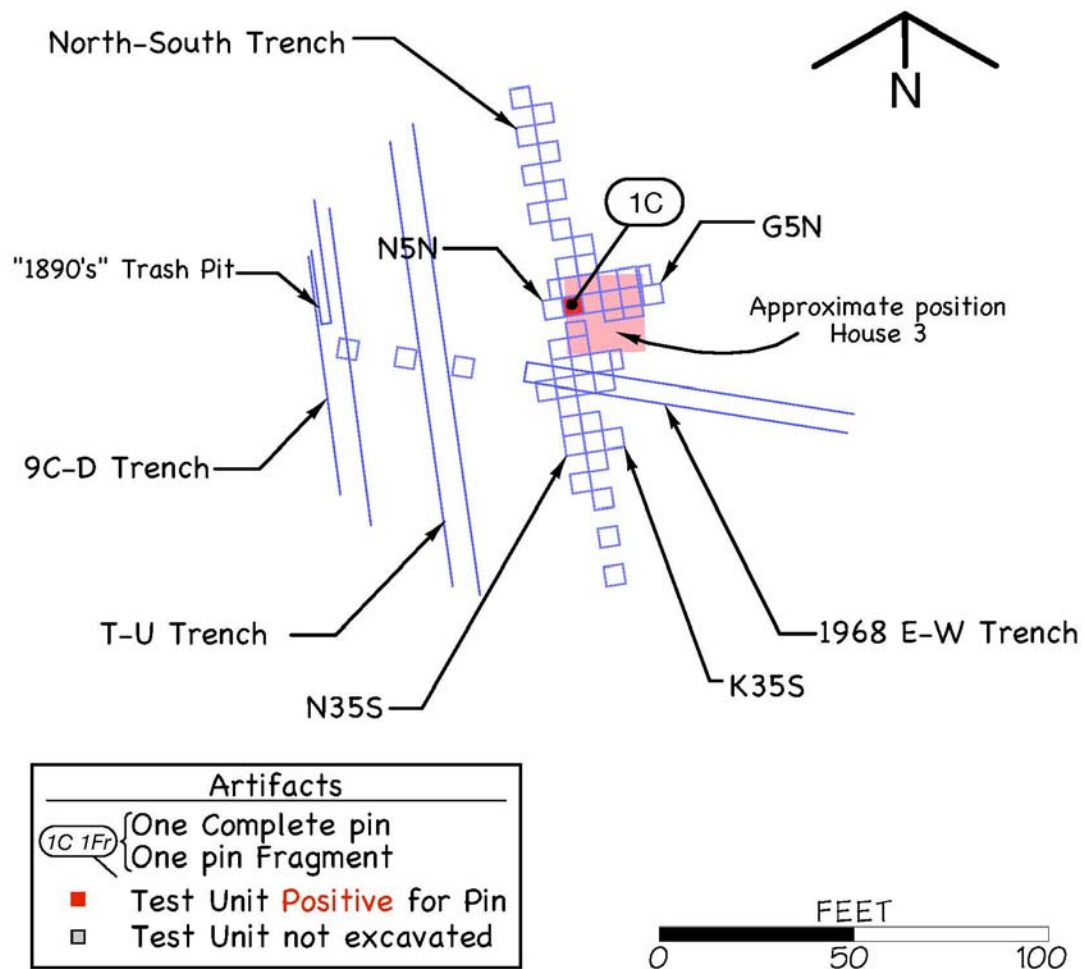 North-South Trench
N
1C
N5N
G5N
"1890's" Trash Pit
Approximate position
House 3
9C-D Trench
T-U Trench
1968 E-W Trench
N35S
K35S
Artifacts
1C 1Fr
One Complete pin
One pin Fragment
Test Unit Positive for Pin
Test Unit not excavated
FEET
0 50 100